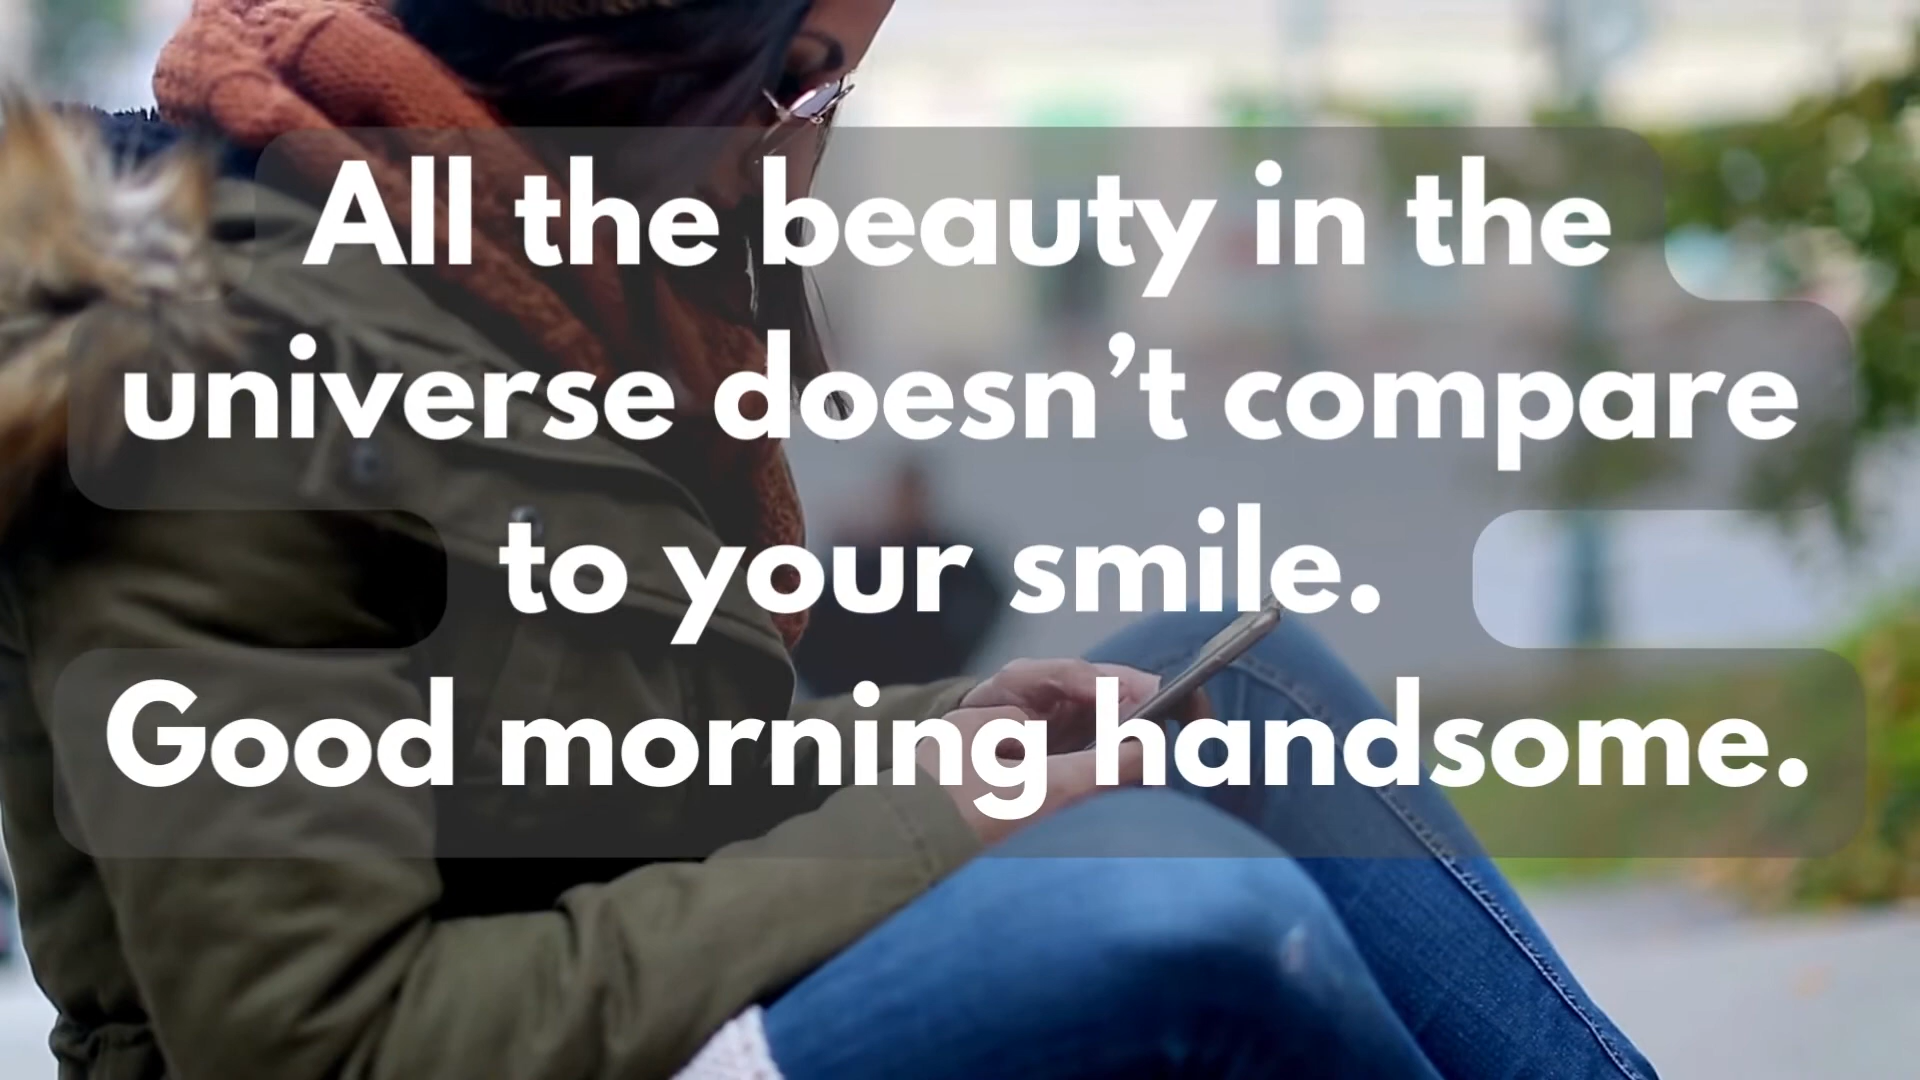 All the beauty in the
universe doesn’t compare
to your smile.
Good morning handsome.